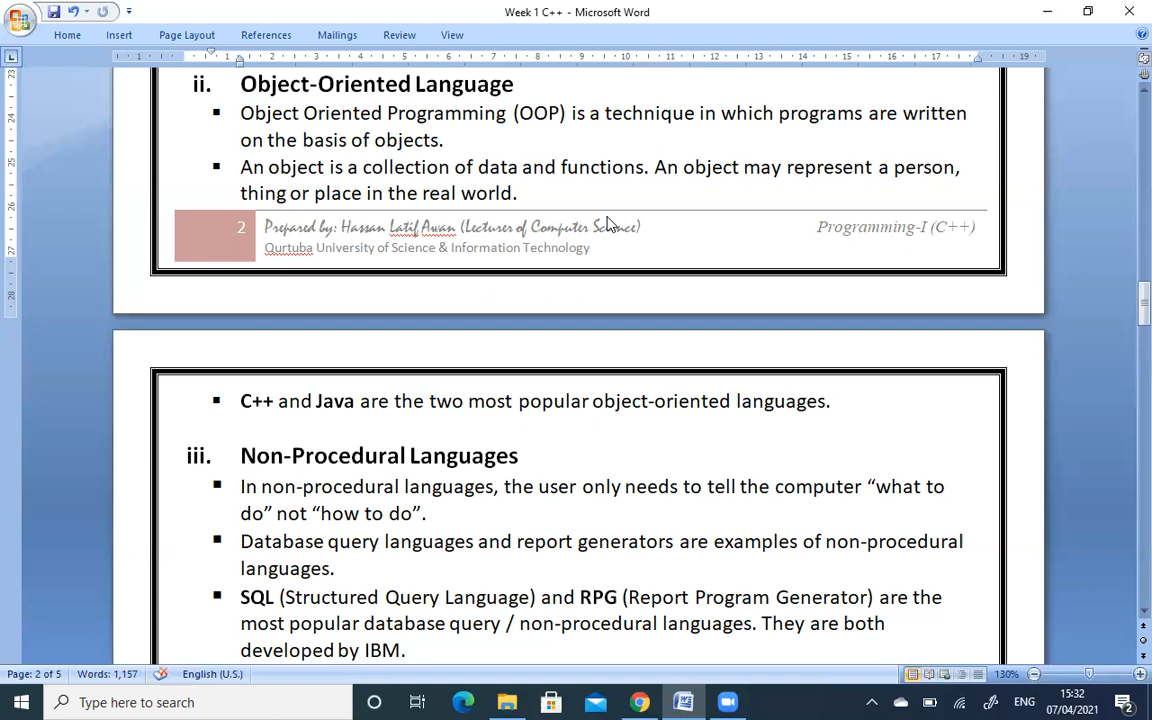 Week 1 C++ - Microsoft Word
Home Insert Page Layout References Mailings Review View
ii. Object-Oriented Language
▪ Object Oriented Programming (OOP) is a technique in which programs are written
on the basis of objects.
▪ An object is a collection of data and functions. An object may represent a person,
thing or place in the real world.
2 Prepared by: Hassan Latif Awan (Lecturer of Computer Science) Programming-I (C++)
Qurtuba University of Science & Information Technology
▪ C++ and Java are the two most popular object-oriented languages.
iii. Non-Procedural Languages
▪ In non-procedural languages, the user only needs to tell the computer “what to
do” not “how to do”.
▪ Database query languages and report generators are examples of non-procedural
languages.
▪ SQL (Structured Query Language) and RPG (Report Program Generator) are the
most popular database query / non-procedural languages. They are both
developed by IBM.
Page: 2 of 5 Words: 1,157 English (U.S.) 130%
Type here to search ENG 15:32
07/04/2021 2